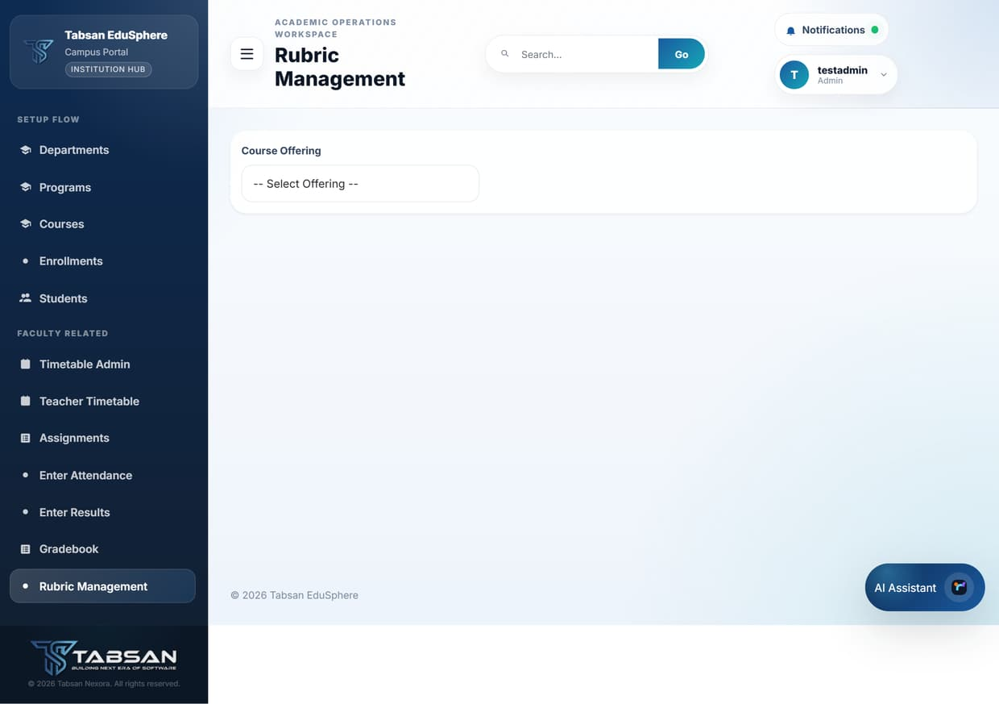 Tabsan EduSphere
Campus Portal
INSTITUTION HUB
SETUP FLOW
Departments
Programs
Courses
Enrollments
Students
FACULTY RELATED
Timetable Admin
Teacher Timetable
Assignments
Enter Attendance
Enter Results
Gradebook
Rubric Management
TABSAN
BUILDING NEXT ERA OF SOFTWARE
© 2026 Tabsan Nexora. All rights reserved.
ACADEMIC OPERATIONS
WORKSPACE
Rubric
Management
Search...
Go
Notifications
T
testadmin
Admin
Course Offering
-- Select Offering --
© 2026 Tabsan EduSphere
AI Assistant